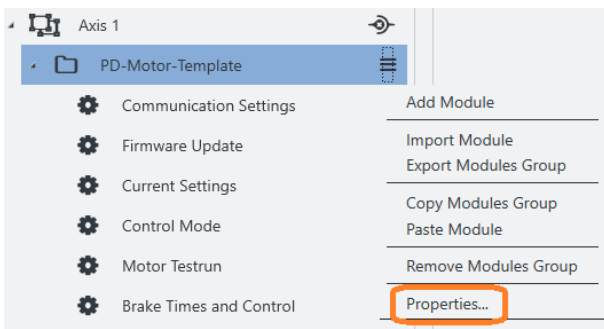 Axis 1
PD-Motor-Template
Communication Settings
Firmware Update
Current Settings
Control Mode
Motor Testrun
Brake Times and Control
Add Module
Import Module
Export Modules Group
Copy Modules Group
Paste Module
Remove Modules Group
Properties...